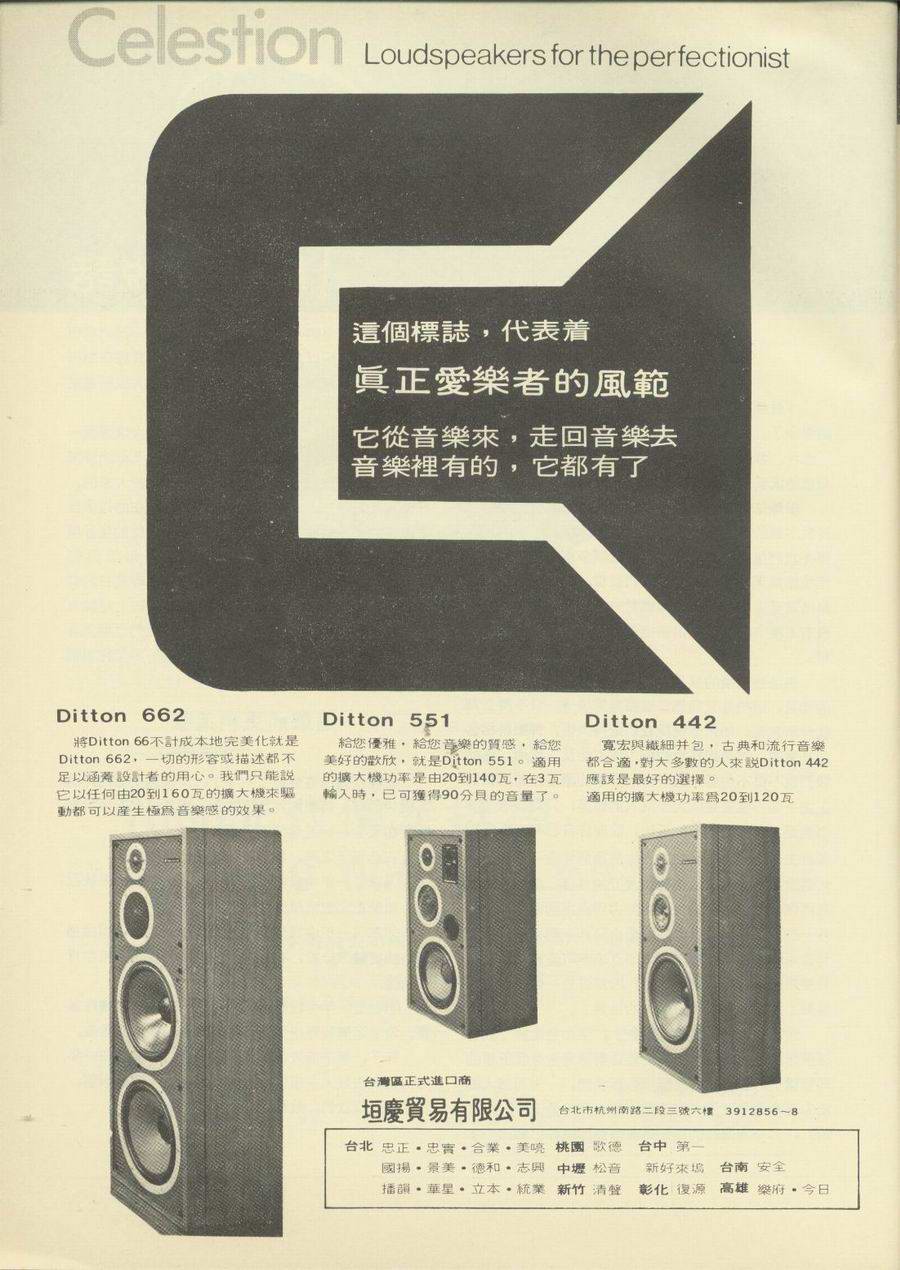 Celestion Loudspeakers for the perfectionist
這個標誌，代表着
眞正愛樂者的風範
它從音樂來，走回音樂去
音樂裡有的，它都有了
Ditton 662
將Ditton 66不計成本地完美化就是
Ditton 662，一切的形容或描述都不
足以涵蓋設計者的用心。我們只能説
它以任何由20到160瓦的擴大機來驅
動都可以産生極爲音樂感的效果。
Ditton 551
給您優雅，給您音樂的質感，給您
美好的歡欣，就是Ditton 551。適用
的擴大機功率是由20到140瓦，在3瓦
輸入時，已可獲得90分貝的音量了。
Ditton 442
寬宏與纖細并包，古典和流行音樂
都合適，對大多數的人來説Ditton 442
應該是最好的選擇。
適用的擴大機功率爲20到120瓦
台灣區正式進口商
垣慶貿易有限公司 台北市杭州南路二段三號六樓 3912856～8
台北 忠正・忠實・合業・美亮 桃園 歌德 台中 第一
國揚・景美・德和・志興 中壢 松音 新好來塢 台南 安全
播韻・華星・立本・統業 新竹 清聲 彰化 復源 高雄 樂府・今日